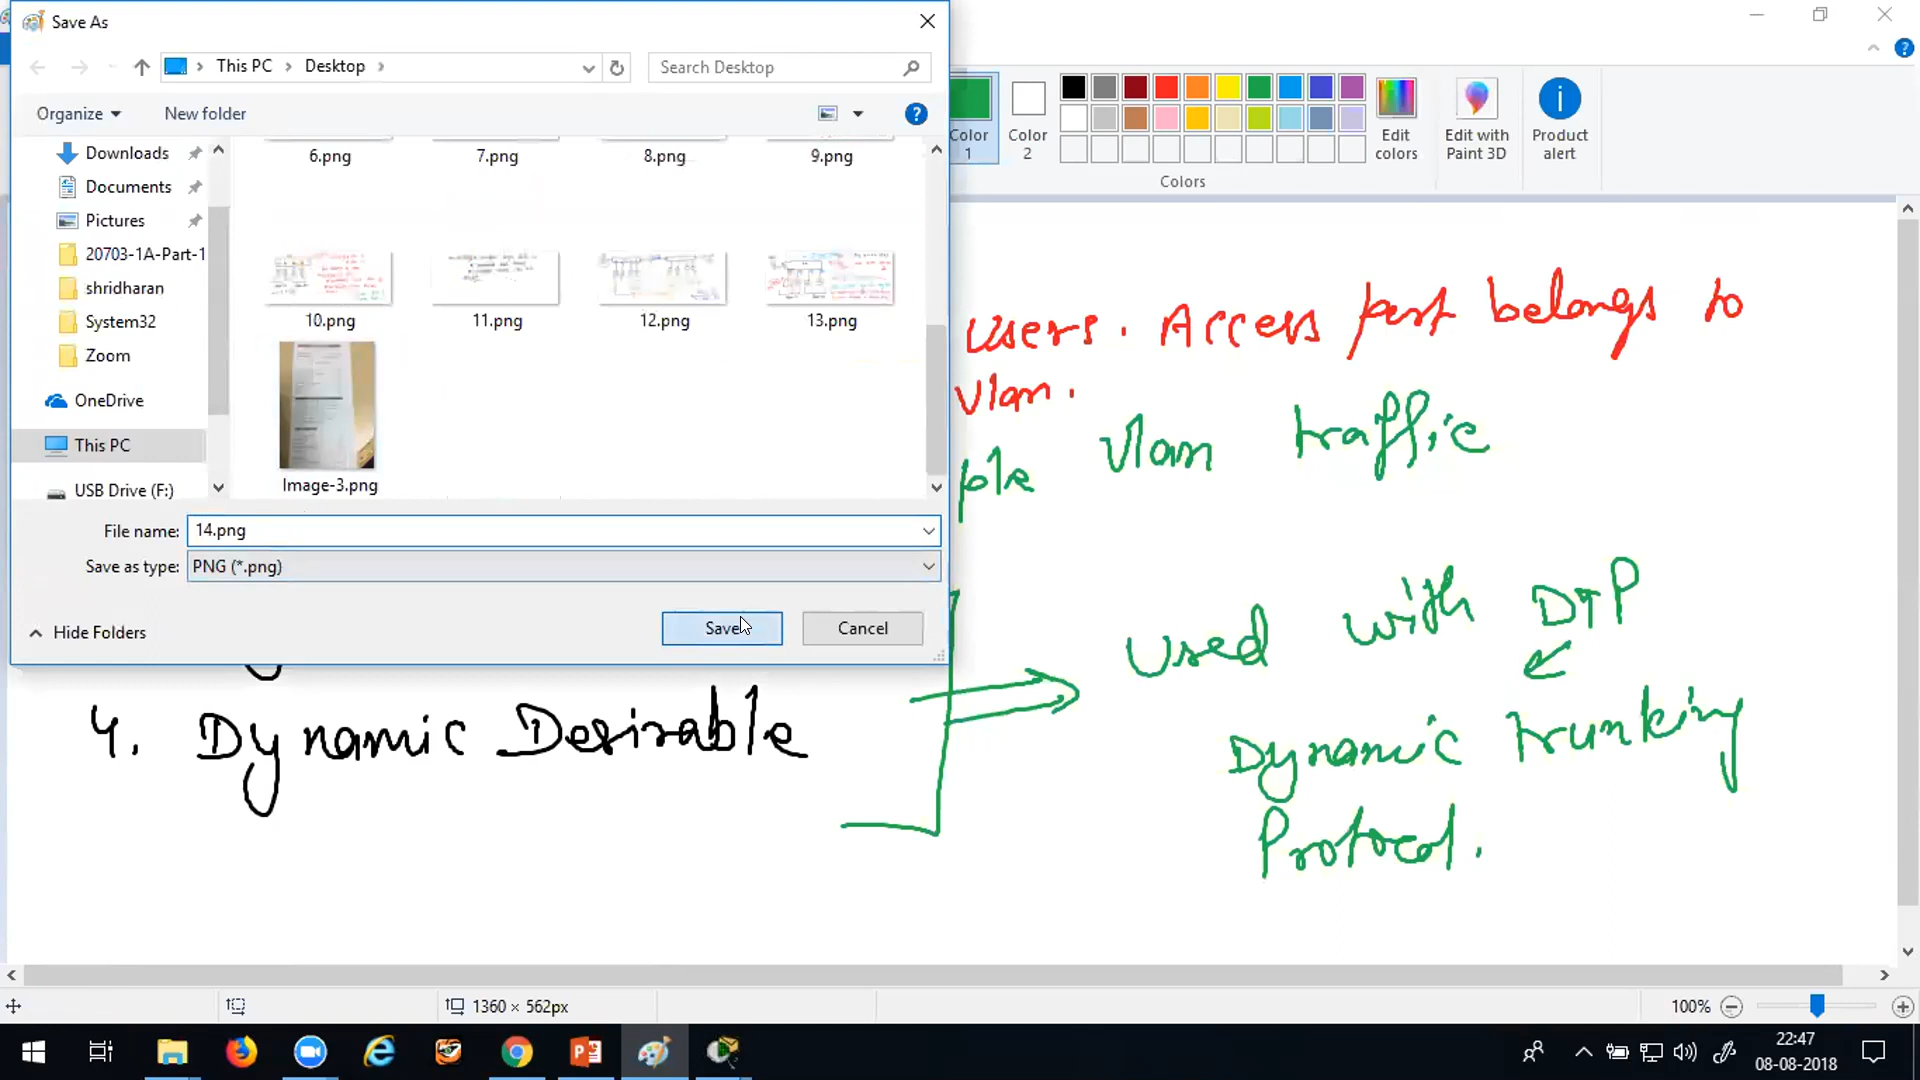 Save As
This PC
Desktop
Search Desktop
Organize
New folder
Downloads
Documents
Pictures
20703-1A-Part-1
shridharan
System32
Zoom
OneDrive
This PC
USB Drive (F:)
6.png
7.png
8.png
9.png
10.png
11.png
12.png
13.png
Image-3.png
File name: 14.png
Save as type: PNG (*.png)
Hide Folders
Save
Cancel
Color 1
Color 2
Edit colors
Edit with Paint 3D
Product alert
Colors
Users. Access port belongs to
Vlan.
ple Vlan traffic
Used with DTP
Dynamic trunking
Protocol.
4. Dynamic Desirable
1360 × 562px
100%
22:47
08-08-2018